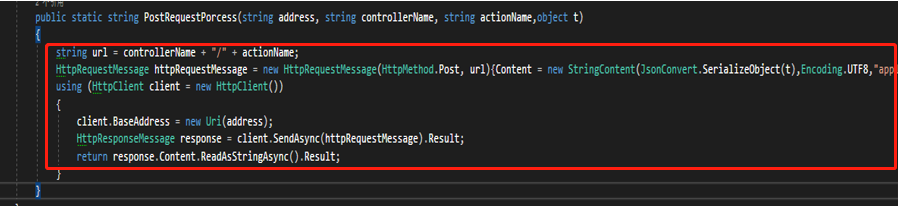 2 个引用
public static string PostRequestPorcess(string address, string controllerName, string actionName,object t)
{
string url = controllerName + "/" + actionName;
HttpRequestMessage httpRequestMessage = new HttpRequestMessage(HttpMethod.Post, url){Content = new StringContent(JsonConvert.SerializeObject(t),Encoding.UTF8,"app
using (HttpClient client = new HttpClient())
{
client.BaseAddress = new Uri(address);
HttpResponseMessage response = client.SendAsync(httpRequestMessage).Result;
return response.Content.ReadAsStringAsync().Result;
}
}